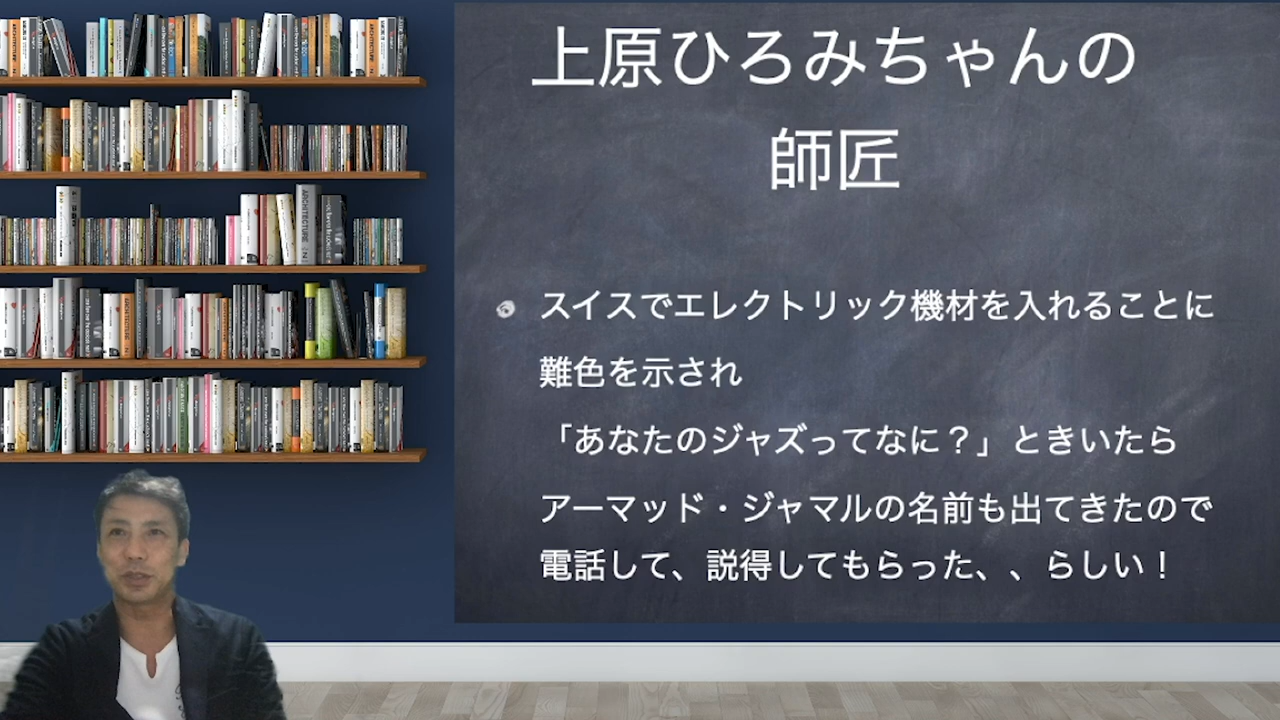 上原ひろみちゃんの
師匠
スイスでエレクトリック機材を入れることに
難色を示され
「あなたのジャズってなに？」ときいたら
アーマッド・ジャマルの名前も出てきたので
電話して、説得してもらった、、らしい！